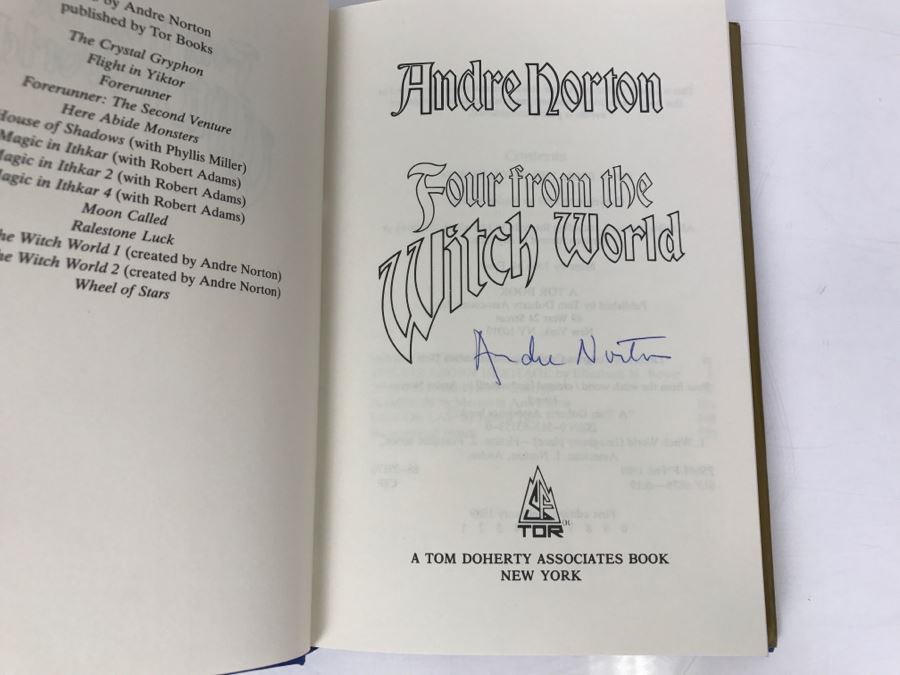 by Andre Norton
published by Tor Books
The Crystal Gryphon
Flight in Yiktor
Forerunner
Forerunner: The Second Venture
Here Abide Monsters
House of Shadows (with Phyllis Miller)
Magic in Ithkar (with Robert Adams)
Magic in Ithkar 2 (with Robert Adams)
Magic in Ithkar 4 (with Robert Adams)
Moon Called
Ralestone Luck
The Witch World 1 (created by Andre Norton)
The Witch World 2 (created by Andre Norton)
Wheel of Stars
Andre Norton
Four from the
Witch World
Andre Norton
SF
TOR
A TOM DOHERTY ASSOCIATES BOOK
NEW YORK